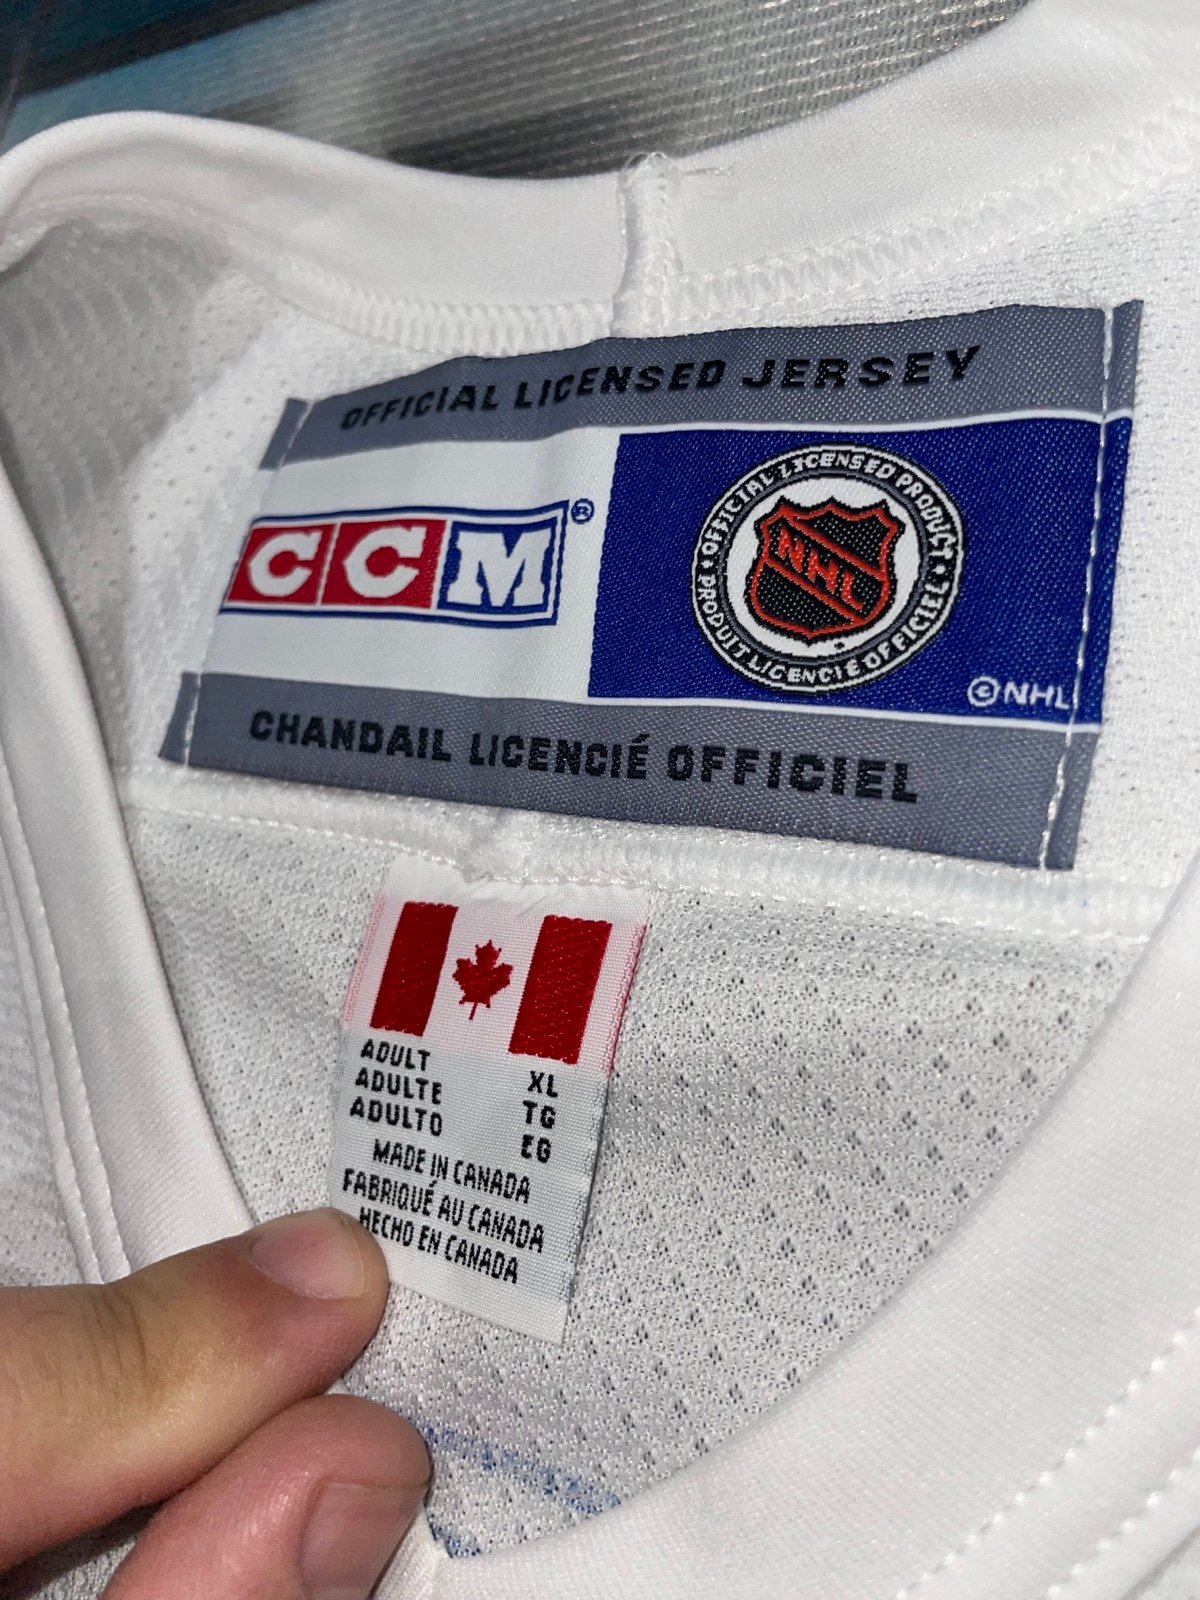 OFFICIAL LICENSED JERSEY
CCM®
OFFICIAL LICENSED PRODUCT
NHL
PRODUIT LICENCIÉ OFFICIEL
©NHL
CHANDAIL LICENCIÉ OFFICIEL
ADULT XL
ADULTE TG
ADULTO EG
MADE IN CANADA
FABRIQUÉ AU CANADA
HECHO EN CANADA